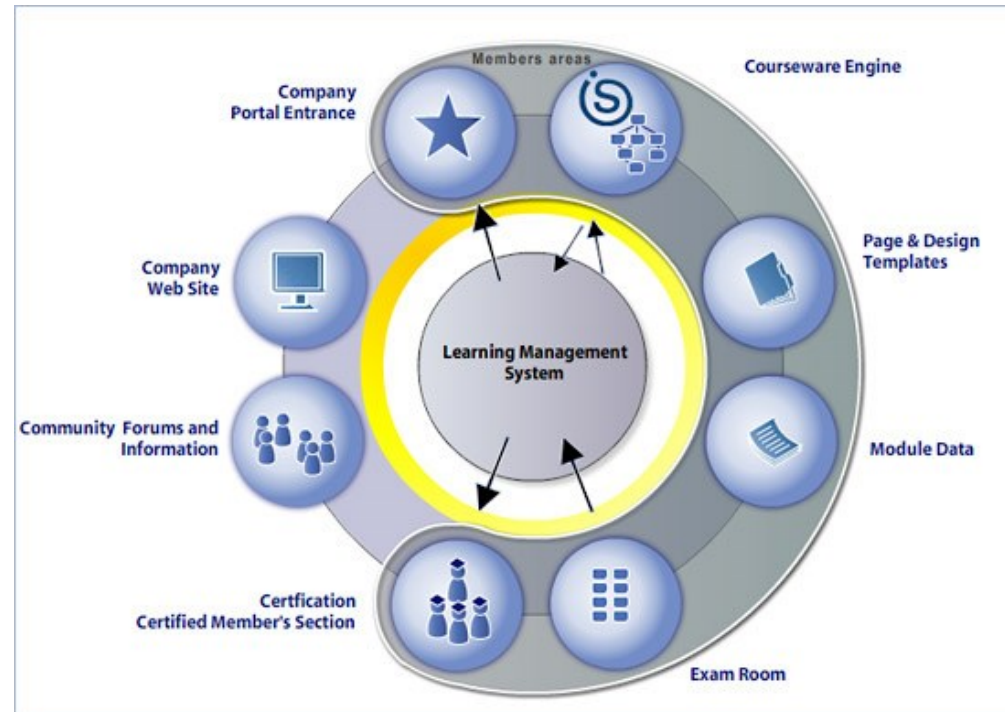 Members areas
Company
Portal Entrance
iS
Courseware Engine
Company
Web Site
Page & Design
Templates
Learning Management
System
Community Forums and
Information
Module Data
Certfication
Certified Member's Section
Exam Room